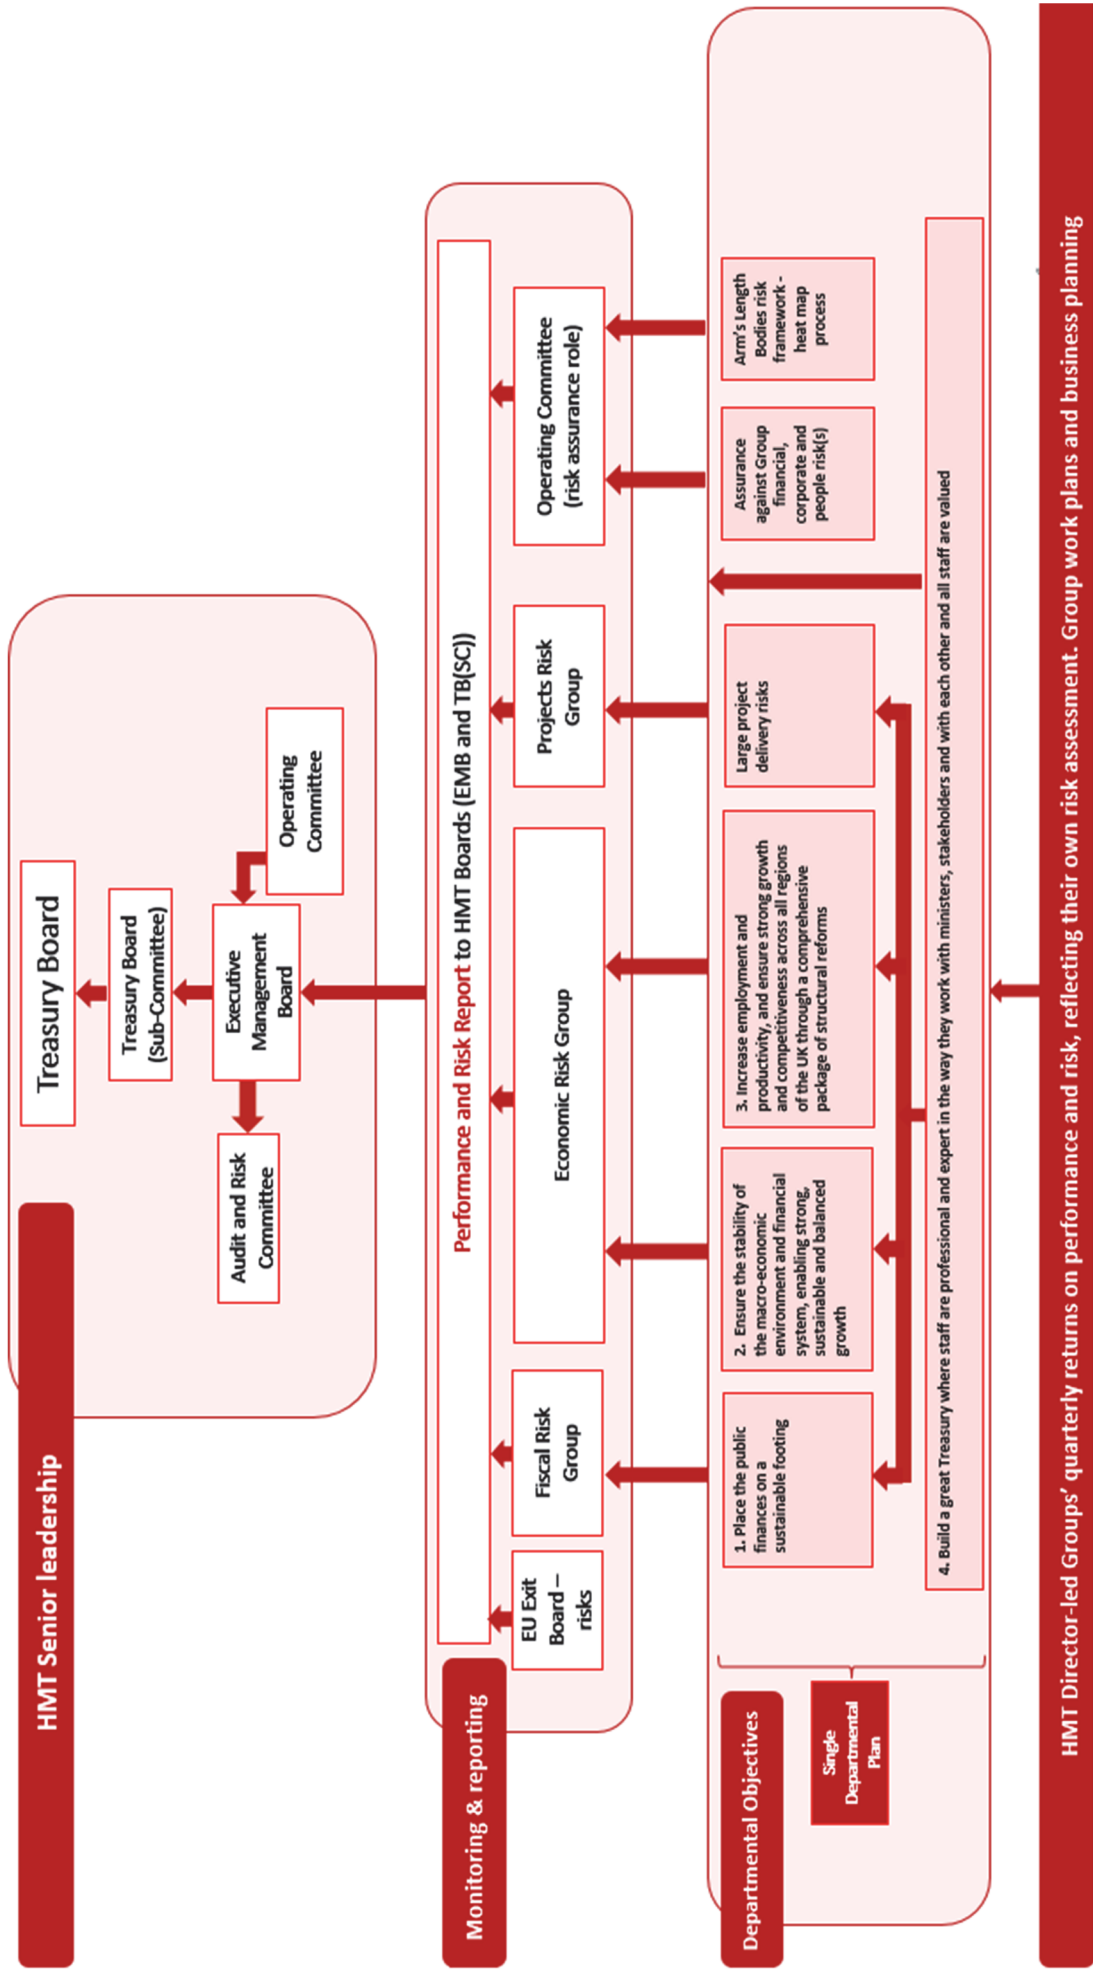 HMT Senior leadership
Treasury Board
Treasury Board
(Sub-Committee)
Audit and Risk
Committee
Executive
Management
Board
Operating
Committee
Monitoring & reporting
Performance and Risk Report to HMT Boards (EMB and TB(SC))
EU Exit
Board –
risks
Fiscal Risk
Group
Economic Risk Group
Projects Risk
Group
Operating Committee
(risk assurance role)
Departmental Objectives
Single
Departmental
Plan
1. Place the public
finances on a
sustainable footing
2. Ensure the stability of
the macro-economic
environment and financial
system, enabling strong,
sustainable and balanced
growth
3. Increase employment and
productivity, and ensure strong growth
and competitiveness across all regions
of the UK through a comprehensive
package of structural reforms
Large project
delivery risks
Assurance
against Group
financial,
corporate and
people risk(s)
Arm's Length
Bodies risk
framework -
heat map
process
4. Build a great Treasury where staff are professional and expert in the way they work with ministers, stakeholders and with each other and all staff are valued
HMT Director-led Groups' quarterly returns on performance and risk, reflecting their own risk assessment. Group work plans and business planning